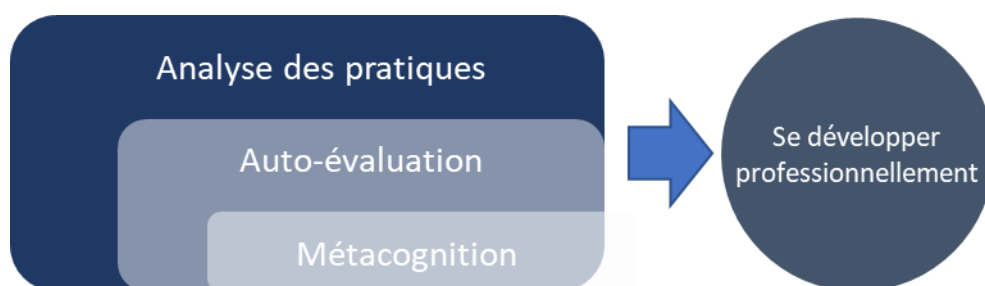 Analyse des pratiques
Auto-évaluation
Métacognition
Se développer
professionnellement